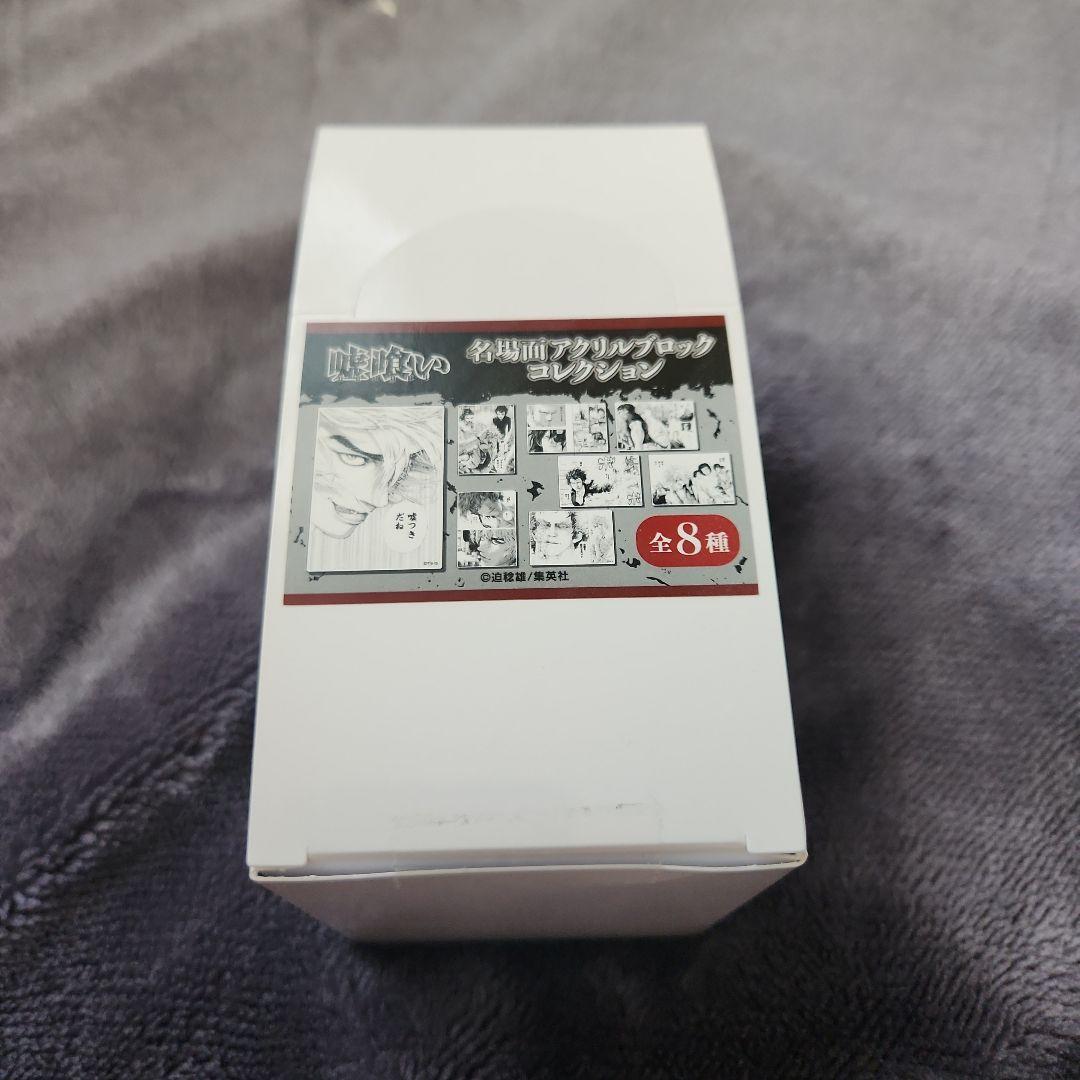 嘘喰い
名場面アクリルブロック
コレクション
嘘つき
だね
全8種
©迫稔雄/集英社